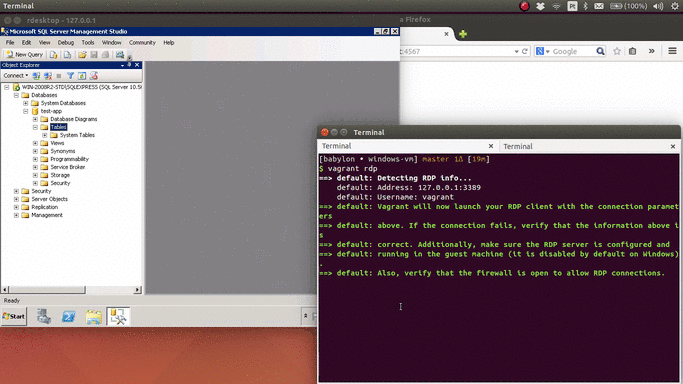 Terminal
Pt
(100%)
rdesktop - 127.0.0.1
a Firefox
Microsoft SQL Server Management Studio
File Edit View Debug Tools Window Community Help
New Query
:4567
Google
Object Explorer
Connect
WIN-2008R2-STD\SQLEXPRESS (SQL Server 10.5
Databases
System Databases
test-app
Database Diagrams
Tables
System Tables
Views
Synonyms
Programmability
Service Broker
Storage
Security
Security
Server Objects
Replication
Management
Ready
Start
Terminal
Terminal
Terminal
[babylon • windows-vm] master 1Δ [19m]
$ vagrant rdp
==> default: Detecting RDP info...
default: Address: 127.0.0.1:3389
default: Username: vagrant
==> default: Vagrant will now launch your RDP client with the connection paramet
ers
==> default: above. If the connection fails, verify that the information above i
s
==> default: correct. Additionally, make sure the RDP server is configured and
==> default: running in the guest machine (it is disabled by default on Windows)
.
==> default: Also, verify that the firewall is open to allow RDP connections.